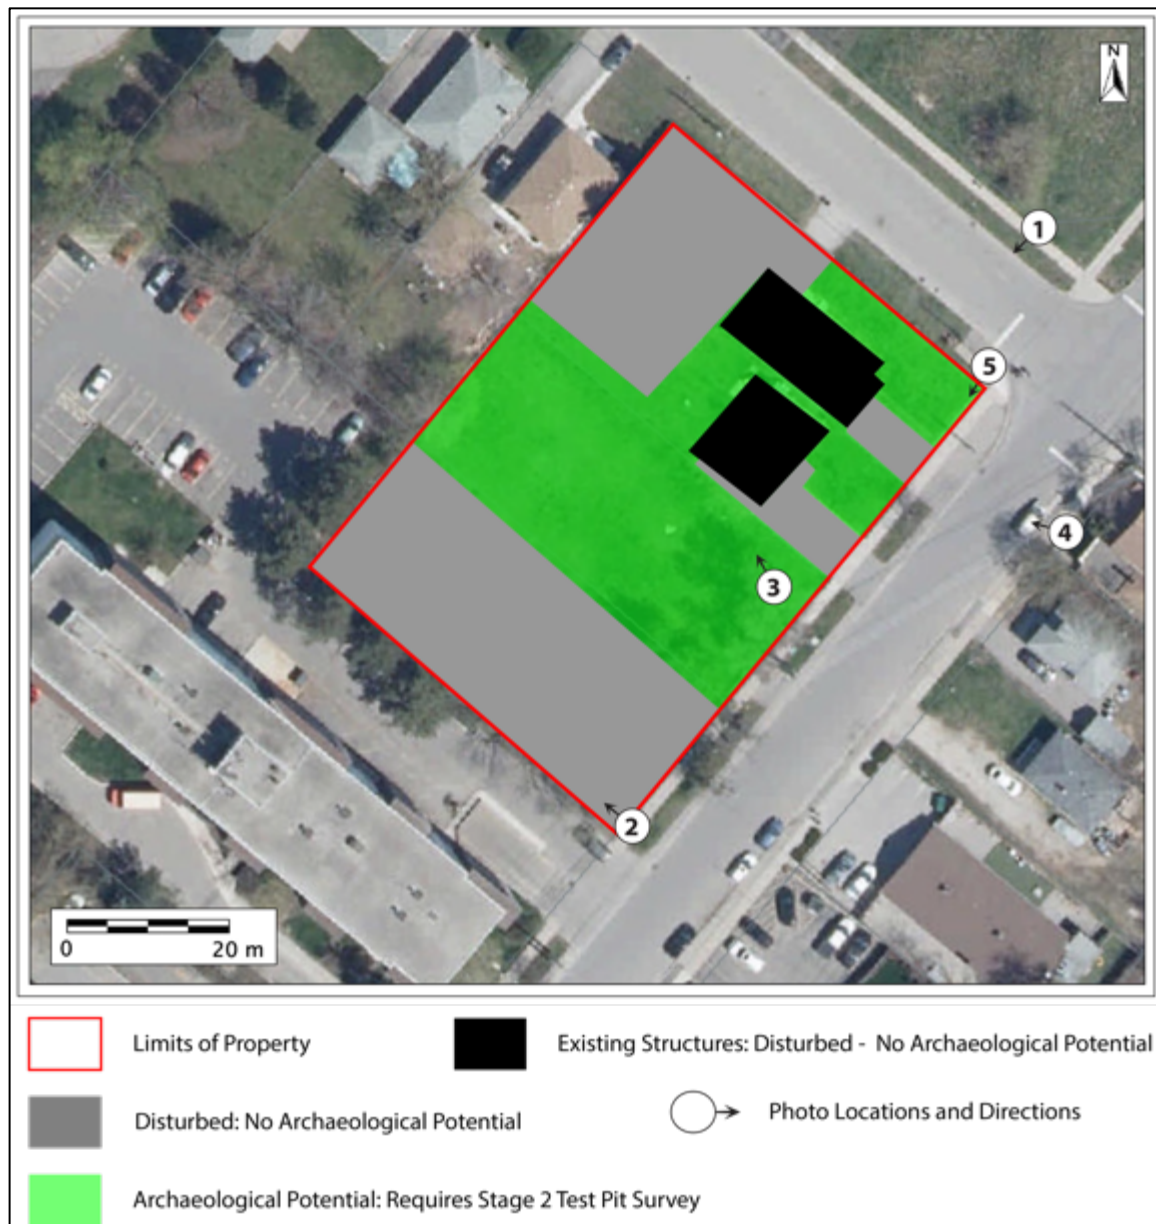 N
1
5
4
3
2
0 20 m
Limits of Property
Existing Structures: Disturbed - No Archaeological Potential
Disturbed: No Archaeological Potential
Photo Locations and Directions
Archaeological Potential: Requires Stage 2 Test Pit Survey